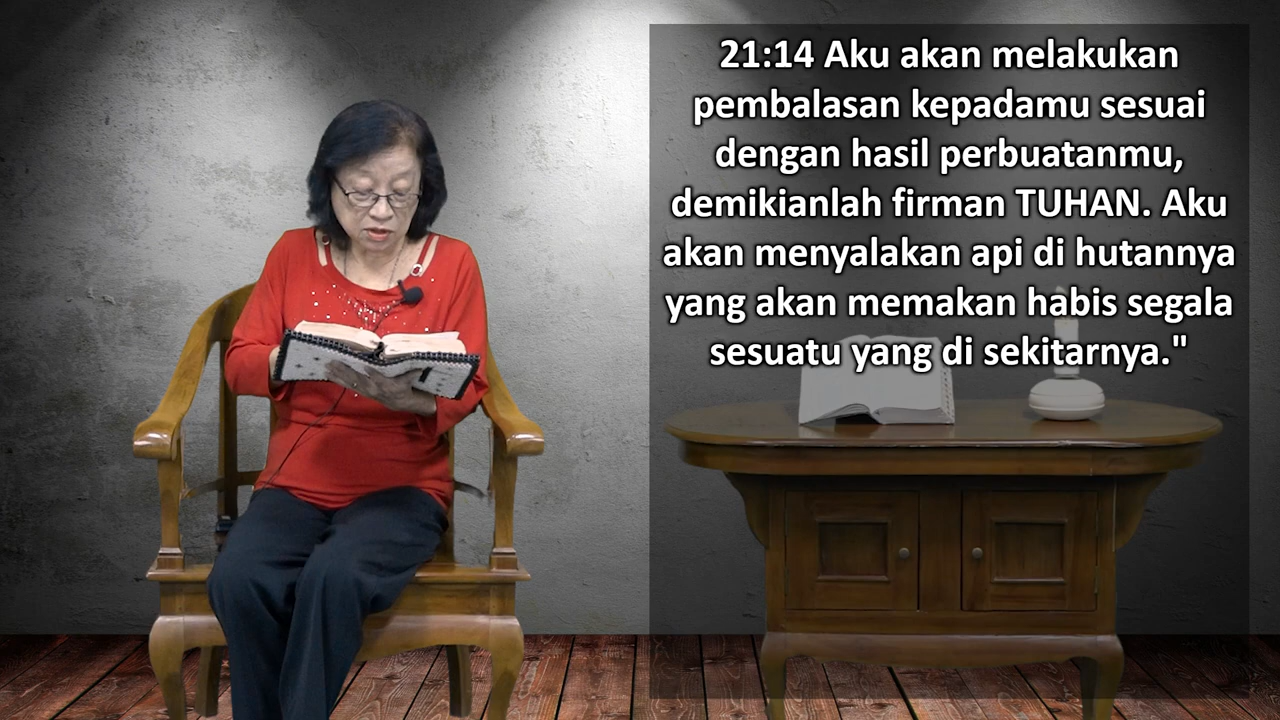 21:14 Aku akan melakukan
pembalasan kepadamu sesuai
dengan hasil perbuatanmu,
demikianlah firman TUHAN. Aku
akan menyalakan api di hutannya
yang akan memakan habis segala
sesuatu yang di sekitarnya."